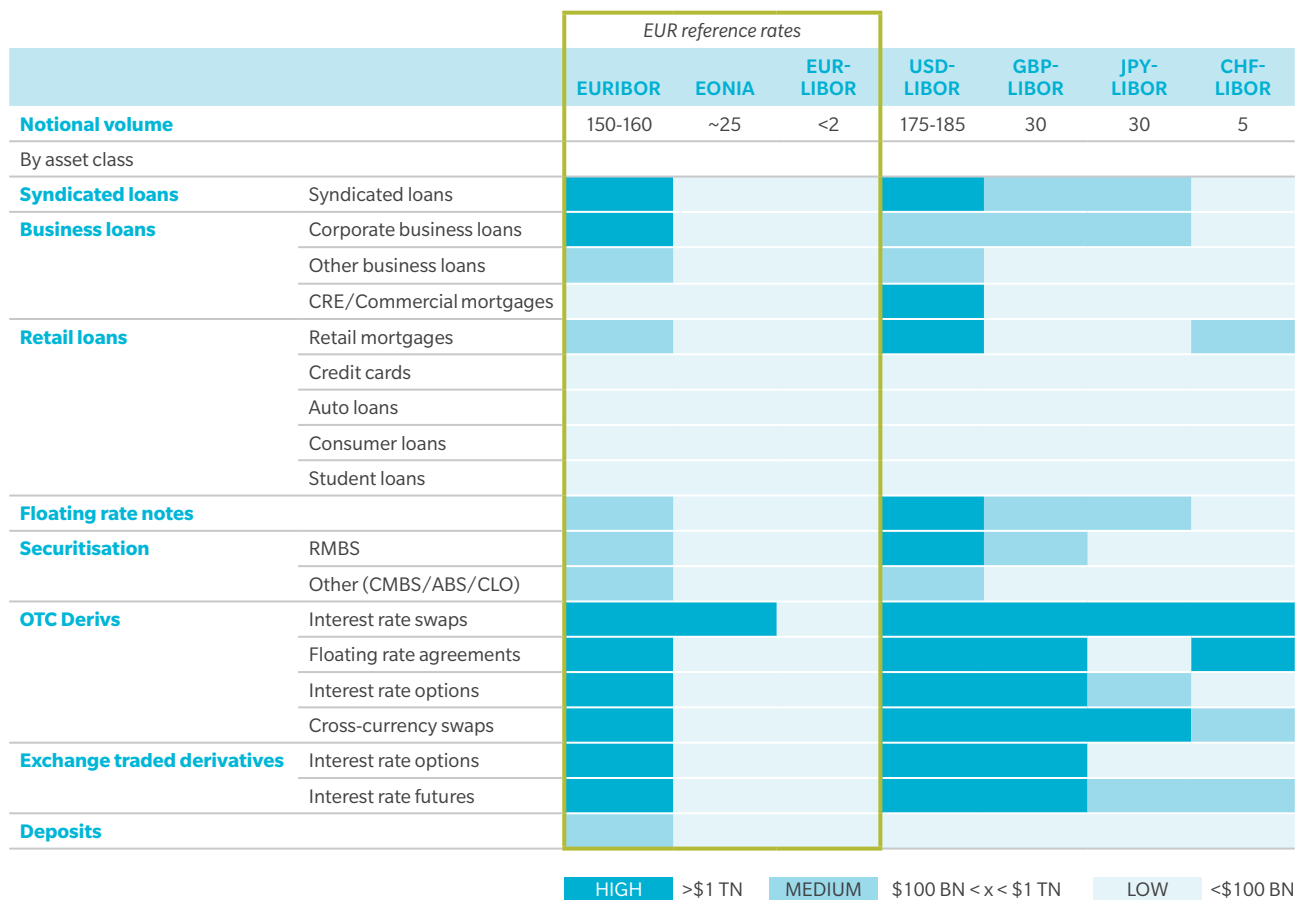 EUR reference rates
EURIBOR EONIA EUR-LIBOR USD-LIBOR GBP-LIBOR JPY-LIBOR CHF-LIBOR
Notional volume 150-160 ~25 <2 175-185 30 30 5
By asset class
Syndicated loans Syndicated loans
Business loans Corporate business loans
Other business loans
CRE/Commercial mortgages
Retail loans Retail mortgages
Credit cards
Auto loans
Consumer loans
Student loans
Floating rate notes
Securitisation RMBS
Other (CMBS/ABS/CLO)
OTC Derivs Interest rate swaps
Floating rate agreements
Interest rate options
Cross-currency swaps
Exchange traded derivatives Interest rate options
Interest rate futures
Deposits
HIGH >$1 TN MEDIUM $100 BN < x < $1 TN LOW <$100 BN